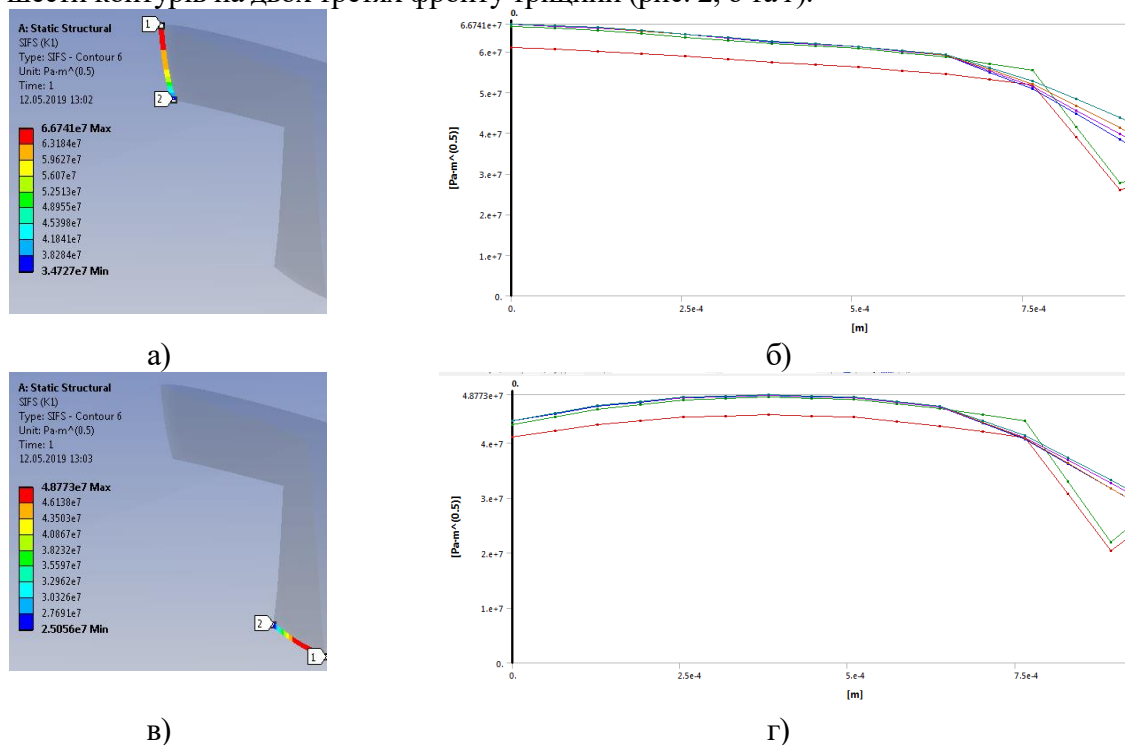 шести контурів на двох третях фронту тріщини (рис. 2, б та г).
A: Static Structural
SIFS (K1)
Type: SIFS - Contour 6
Unit: Pa·m^(0.5)
Time: 1
12.05.2019 13:02
6.6741e7 Max
6.3184e7
5.9627e7
5.607e7
5.2513e7
4.8955e7
4.5398e7
4.1841e7
3.8284e7
3.4727e7 Min
1
2
0.
6.6741e+7
6.e+7
5.e+7
4.e+7
3.e+7
2.e+7
1.e+7
0.
[Pa·m^(0.5)]
0.
2.5e-4
5.e-4
7.5e-4
[m]
а)
б)
A: Static Structural
SIFS (K1)
Type: SIFS - Contour 6
Unit: Pa·m^(0.5)
Time: 1
12.05.2019 13:03
4.8773e7 Max
4.6138e7
4.3503e7
4.0867e7
3.8232e7
3.5597e7
3.2962e7
3.0326e7
2.7691e7
2.5056e7 Min
2
1
0.
4.8773e+7
4.e+7
3.e+7
2.e+7
1.e+7
0.
[Pa·m^(0.5)]
0.
2.5e-4
5.e-4
7.5e-4
[m]
в)
г)